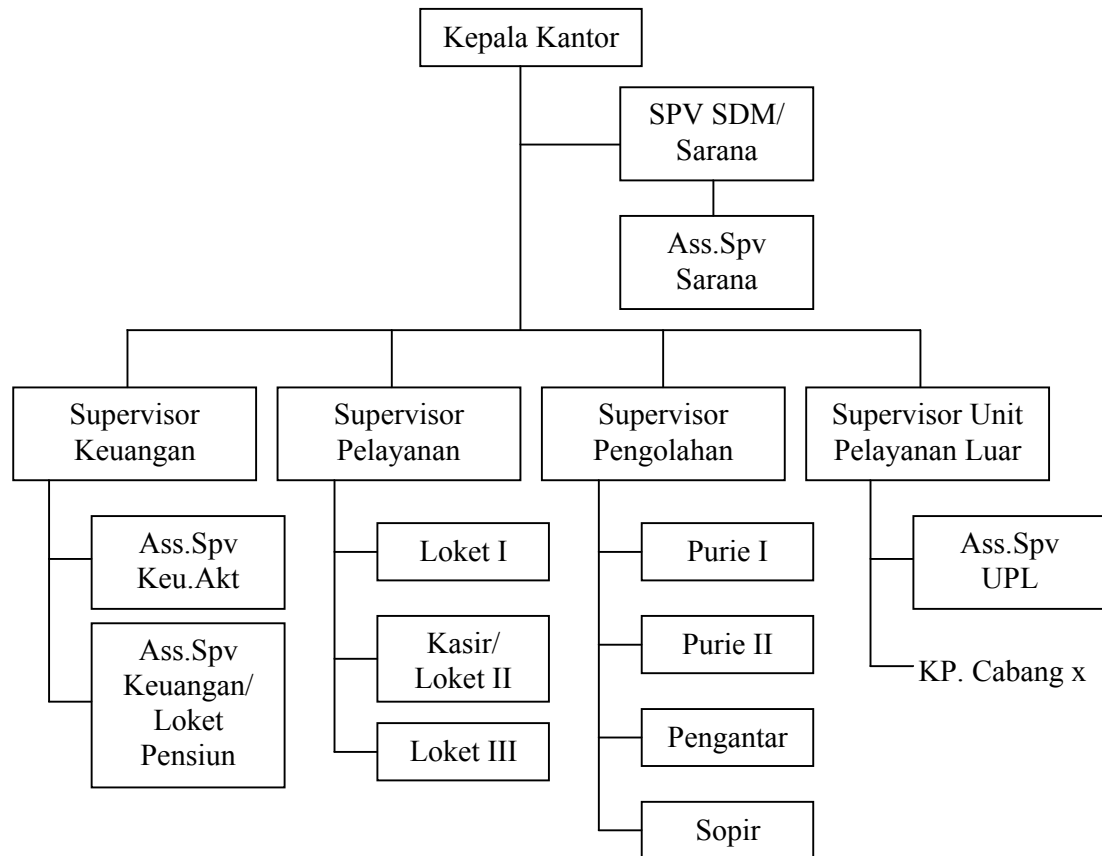 Kepala Kantor
SPV SDM/
Sarana
Ass.Spv
Sarana
Supervisor
Keuangan
Supervisor
Pelayanan
Supervisor
Pengolahan
Supervisor Unit
Pelayanan Luar
Ass.Spv
Keu.Akt
Ass.Spv
Keuangan/
Loket
Pensiun
Loket I
Kasir/
Loket II
Loket III
Purie I
Purie II
Pengantar
Sopir
Ass.Spv
UPL
KP. Cabang x